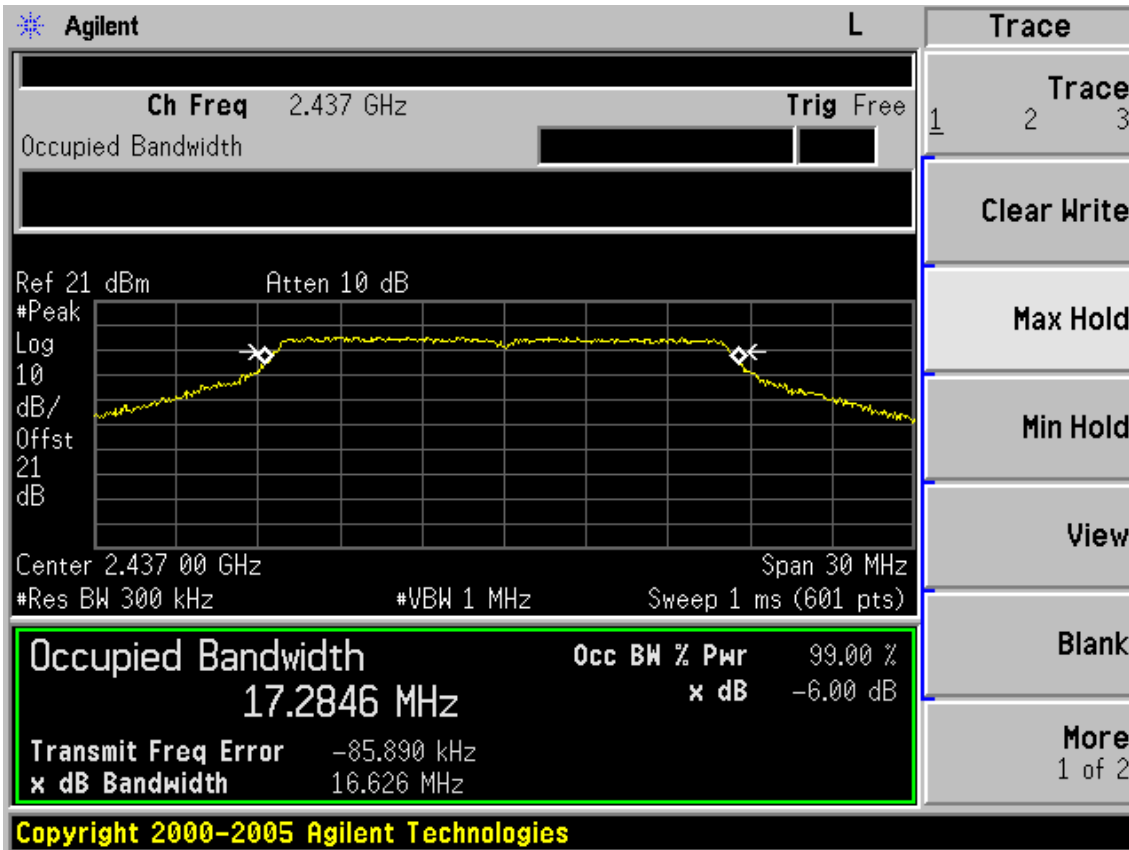 Agilent L Trace
Ch Freq 2.437 GHz Trig Free
Occupied Bandwidth
Trace
1 2 3
Clear Write
Max Hold
Min Hold
View
Blank
More
1 of 2
Ref 21 dBm Atten 10 dB
#Peak
Log
10
dB/
Offst
21
dB
Center 2.437 00 GHz Span 30 MHz
#Res BW 300 kHz #VBW 1 MHz Sweep 1 ms (601 pts)
Occupied Bandwidth Occ BW % Pwr 99.00 %
17.2846 MHz x dB -6.00 dB
Transmit Freq Error -85.890 kHz
x dB Bandwidth 16.626 MHz
Copyright 2000-2005 Agilent Technologies